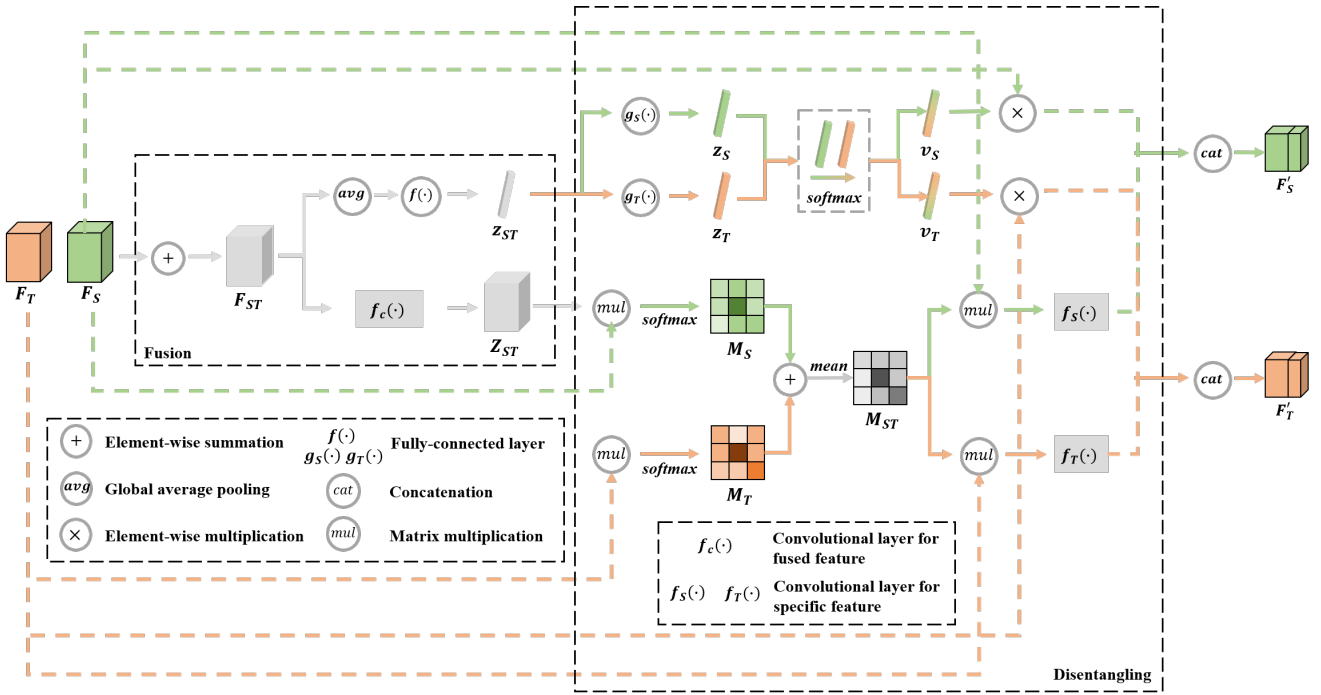 g_S(·)
z_S
v_S
×
cat
F'_S
softmax
avg
f(·)
z_ST
g_T(·)
z_T
v_T
×
F_T
F_S
+
F_ST
f_c(·)
Z_ST
Fusion
mul
softmax
M_S
mul
f_S(·)
+
mean
M_ST
cat
F'_T
mul
softmax
M_T
mul
f_T(·)
+ Element-wise summation
f(·)
g_S(·) g_T(·)
Fully-connected layer
avg Global average pooling
cat Concatenation
× Element-wise multiplication
mul Matrix multiplication
f_c(·)
Convolutional layer for
fused feature
f_S(·) f_T(·)
Convolutional layer for
specific feature
Disentangling